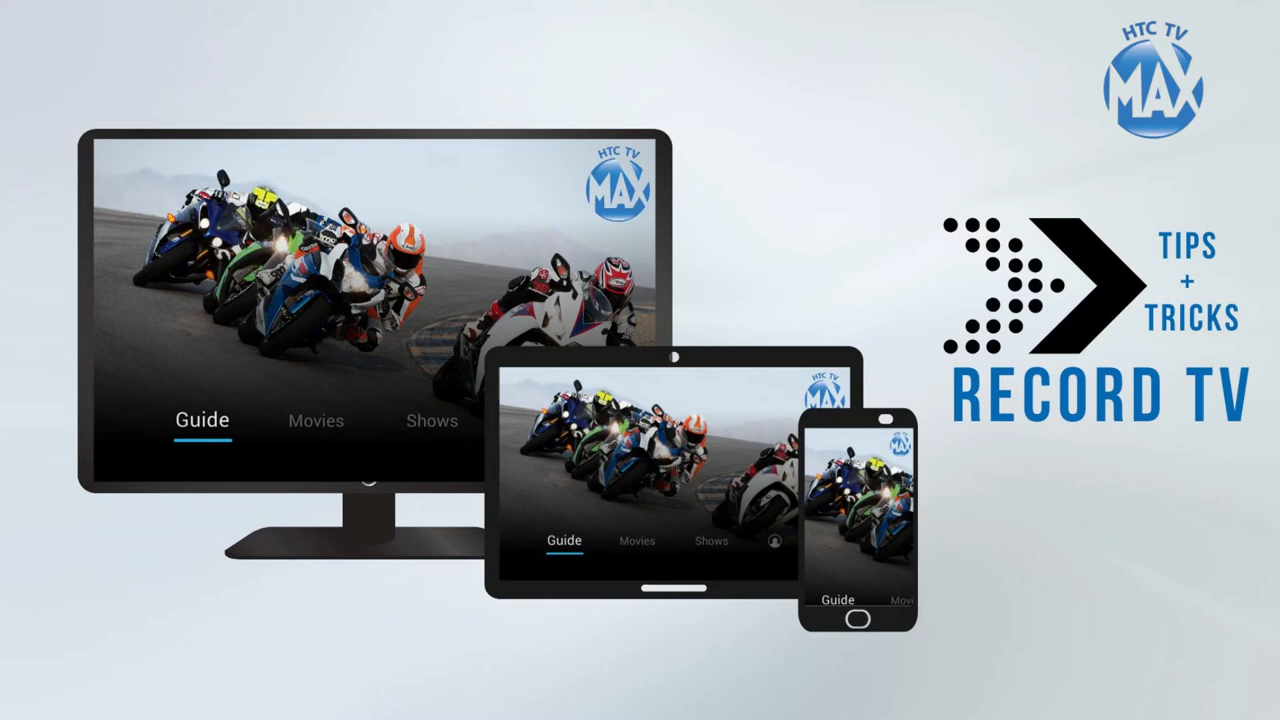 HTC TV
MAX
HTC TV
MAX
TIPS
+
TRICKS
RECORD TV
Guide
Movies
Shows
HTC TV
MAX
Guide
Movies
Shows
HTC TV
MAX
Guide
Movi